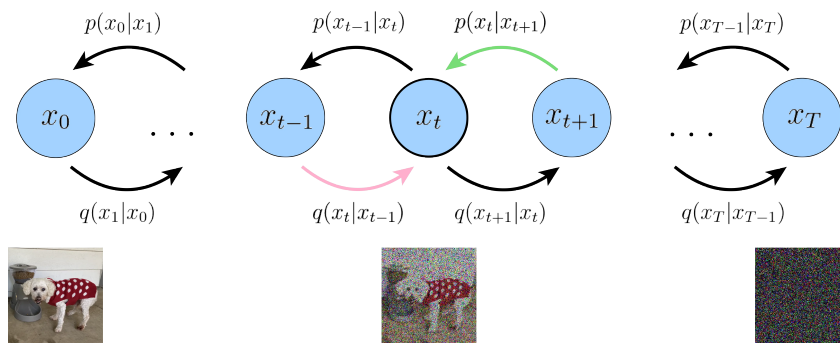 p(x_0|x_1) p(x_{t-1}|x_t) p(x_t|x_{t+1}) p(x_{T-1}|x_T)
x_0 ... x_{t-1} x_t x_{t+1} ... x_T
q(x_1|x_0) q(x_t|x_{t-1}) q(x_{t+1}|x_t) q(x_T|x_{T-1})